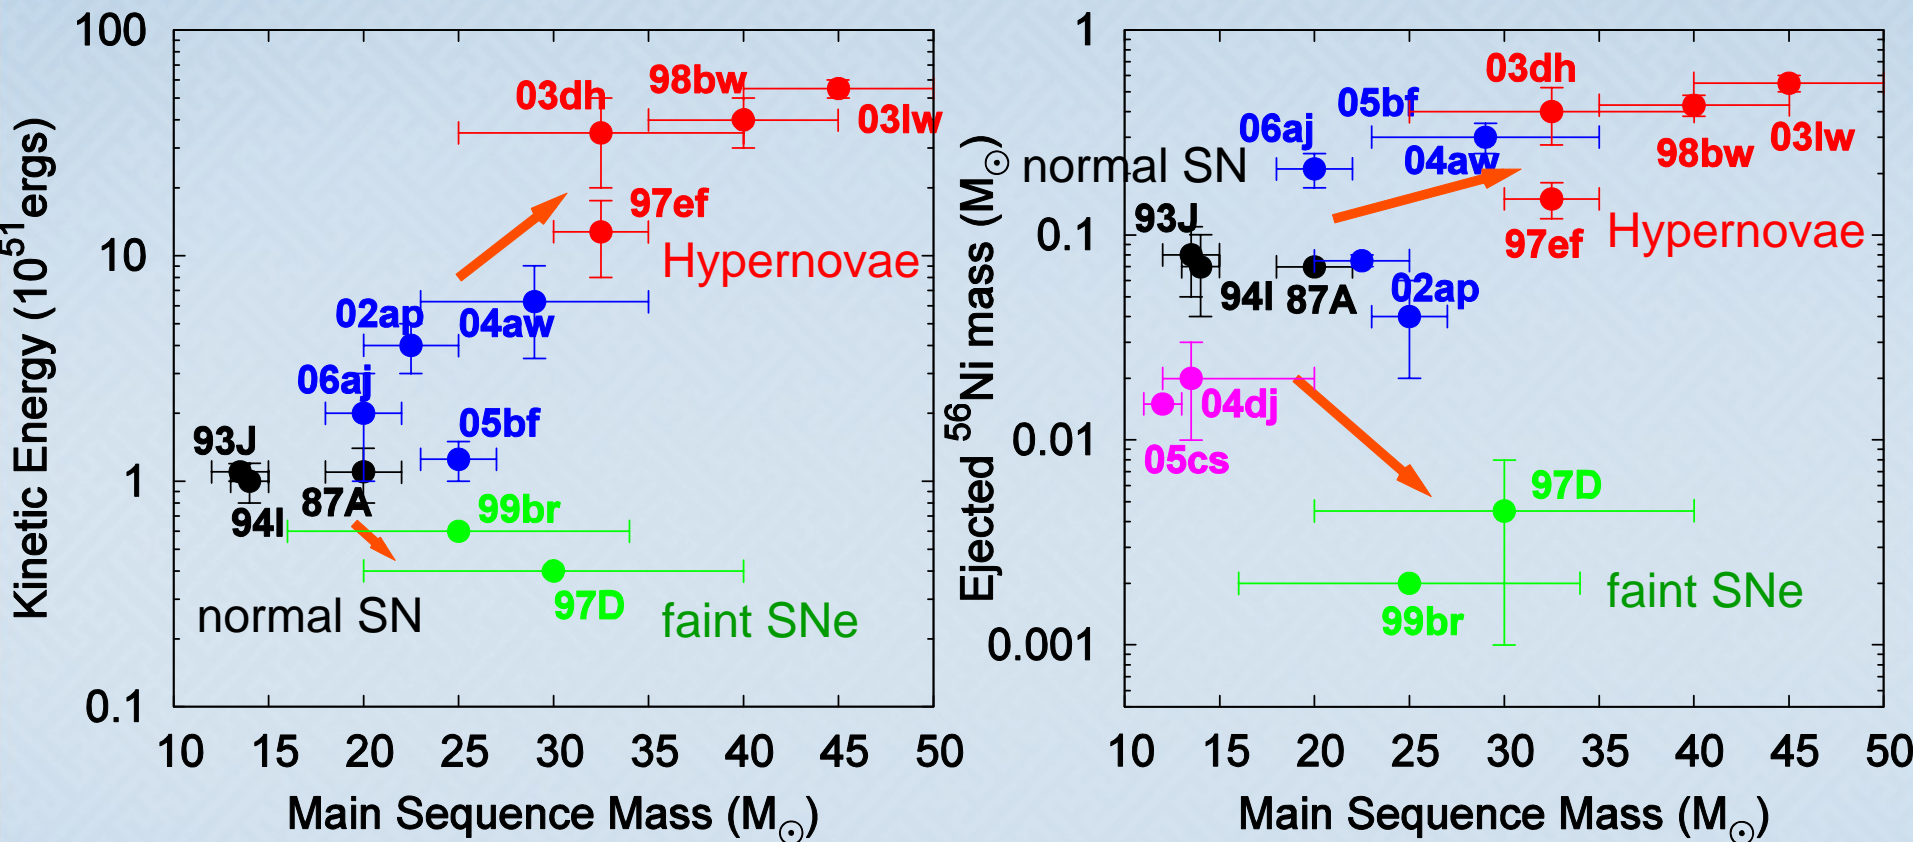 100
10
1
0.1
Kinetic Energy (10^51 ergs)
03dh
98bw
03lw
97ef
Hypernovae
02ap
04aw
06aj
05bf
93J
94I
87A
99br
97D
normal SN
faint SNe
10 15 20 25 30 35 40 45 50
Main Sequence Mass (M☉)
1
0.1
0.01
0.001
Ejected ^56Ni mass (M☉)
03dh
05bf
06aj
04aw
98bw
03lw
normal SN
93J
97ef
Hypernovae
94I
87A
02ap
04dj
05cs
97D
99br
faint SNe
10 15 20 25 30 35 40 45 50
Main Sequence Mass (M☉)